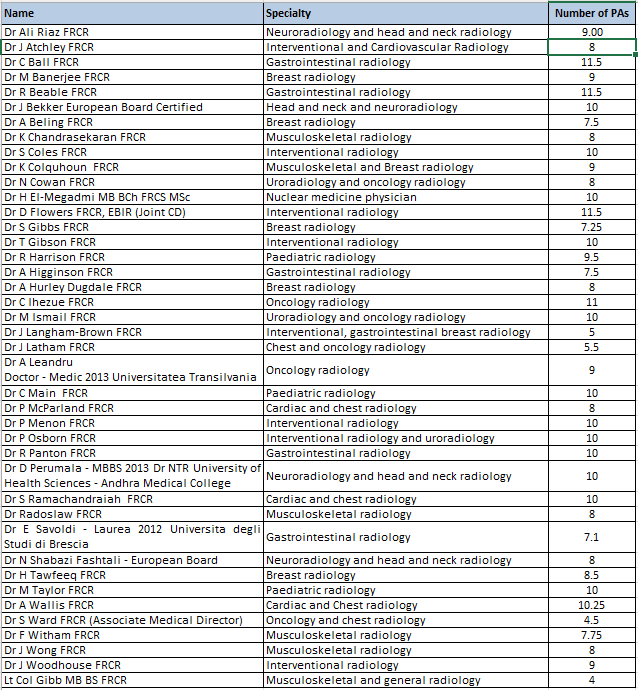 Name Specialty Number of PAs
Dr Ali Riaz FRCR Neuroradiology and head and neck radiology 9.00
Dr J Atchley FRCR Interventional and Cardiovascular Radiology 8
Dr C Ball FRCR Gastrointestinal radiology 11.5
Dr M Banerjee FRCR Breast radiology 9
Dr R Beable FRCR Gastrointestinal radiology 11.5
Dr J Bekker European Board Certified Head and neck and neuroradiology 10
Dr A Beling FRCR Breast radiology 7.5
Dr K Chandrasekaran FRCR Musculoskeletal radiology 8
Dr S Coles FRCR Interventional radiology 10
Dr K Colquhoun FRCR Musculoskeletal and Breast radiology 9
Dr N Cowan FRCR Uroradiology and oncology radiology 8
Dr H El-Megadmi MB BCh FRCS MSc Nuclear medicine physician 10
Dr D Flowers FRCR, EBIR (Joint CD) Interventional radiology 11.5
Dr S Gibbs FRCR Breast radiology 7.25
Dr T Gibson FRCR Interventional radiology 10
Dr R Harrison FRCR Paediatric radiology 9.5
Dr A Higginson FRCR Gastrointestinal radiology 7.5
Dr A Hurley Dugdale FRCR Breast radiology 8
Dr C Ihezue FRCR Oncology radiology 11
Dr M Ismail FRCR Uroradiology and oncology radiology 10
Dr J Langham-Brown FRCR Interventional, gastrointestinal breast radiology 5
Dr J Latham FRCR Chest and oncology radiology 5.5
Dr A Leandru
Doctor - Medic 2013 Universitatea Transilvania Oncology radiology 9
Dr C Main FRCR Paediatric radiology 10
Dr P McParland FRCR Cardiac and chest radiology 8
Dr P Menon FRCR Interventional radiology 10
Dr P Osborn FRCR Interventional radiology and uroradiology 10
Dr R Panton FRCR Gastrointestinal radiology 10
Dr D Perumala - MBBS 2013 Dr NTR University of
Health Sciences - Andhra Medical College Neuroradiology and head and neck radiology 10
Dr S Ramachandraiah FRCR Cardiac and chest radiology 10
Dr Radoslaw FRCR Musculoskeletal radiology 8
Dr E Savoldi - Laurea 2012 Universita degli
Studi di Brescia Gastrointestinal radiology 7.1
Dr N Shabazi Fashtali - European Board Neuroradiology and head and neck radiology 8
Dr H Tawfeeq FRCR Breast radiology 8.5
Dr M Taylor FRCR Paediatric radiology 10
Dr A Wallis FRCR Cardiac and Chest radiology 10.25
Dr S Ward FRCR (Associate Medical Director) Oncology and chest radiology 4.5
Dr F Witham FRCR Musculoskeletal radiology 7.75
Dr J Wong FRCR Musculoskeletal radiology 8
Dr J Woodhouse FRCR Interventional radiology 9
Lt Col Gibb MB BS FRCR Musculoskeletal and general radiology 4